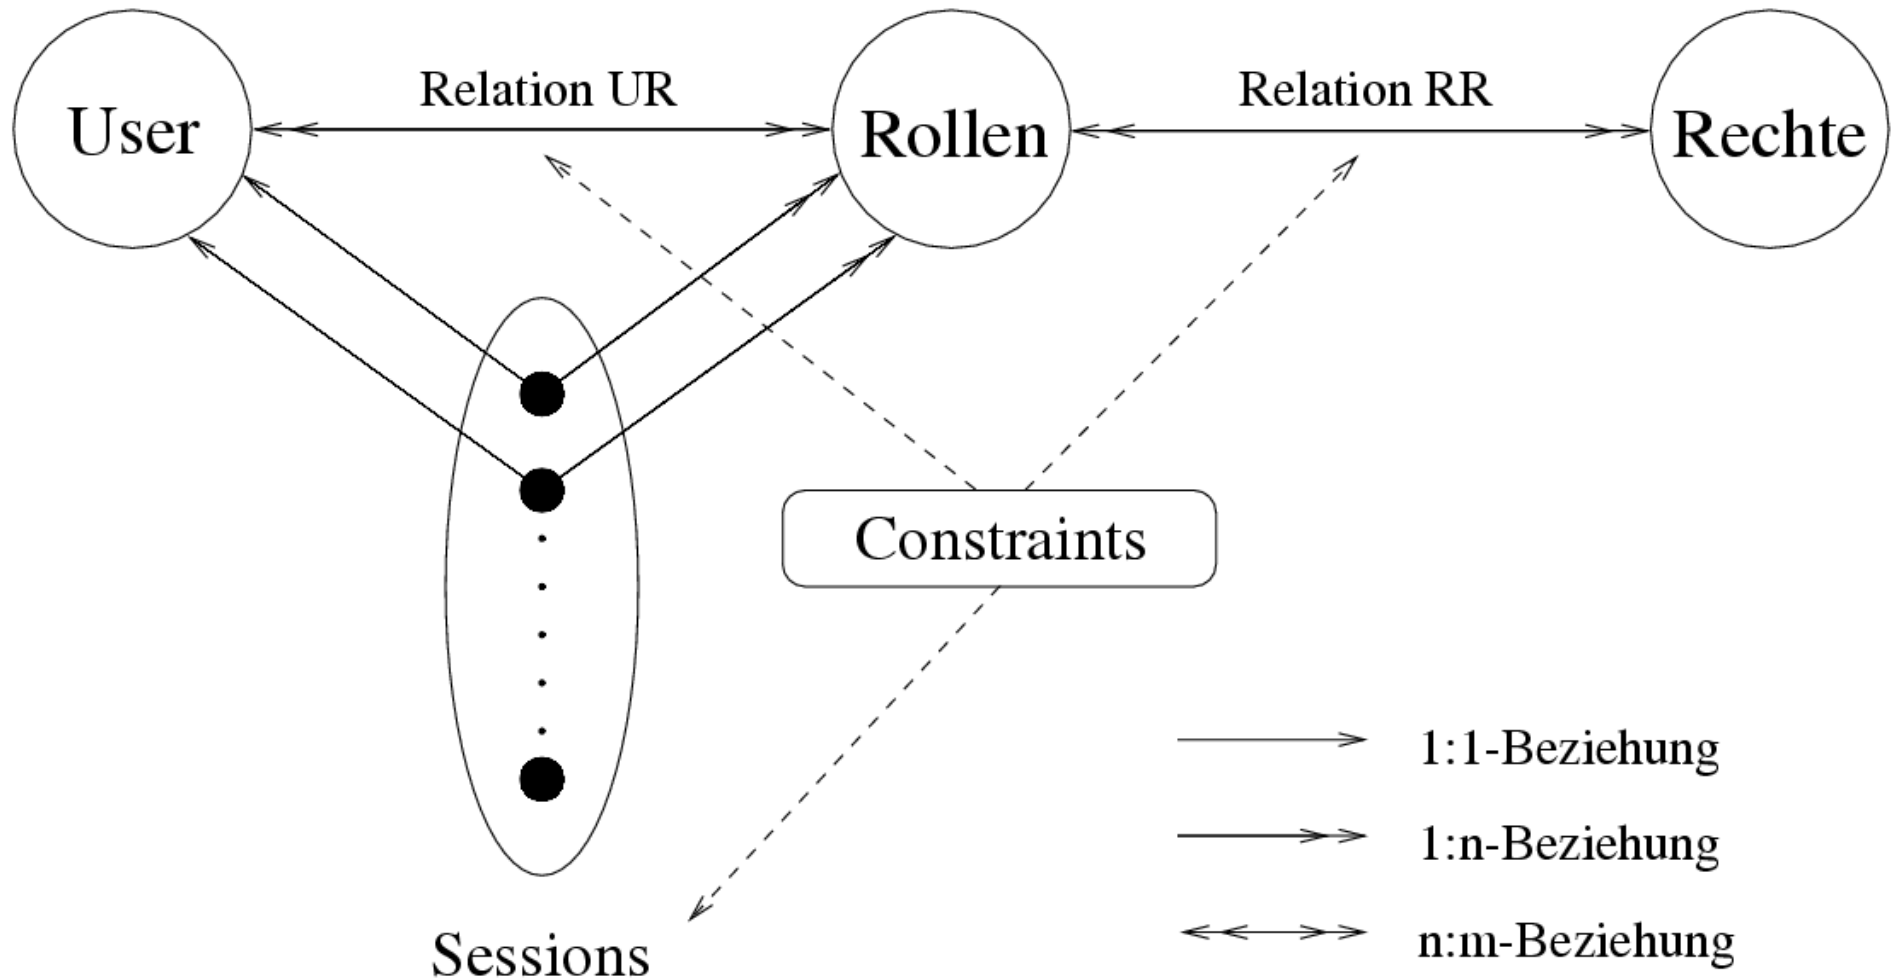 Relation UR
Relation RR
User
Rollen
Rechte
Constraints
1:1-Beziehung
1:n-Beziehung
n:m-Beziehung
Sessions